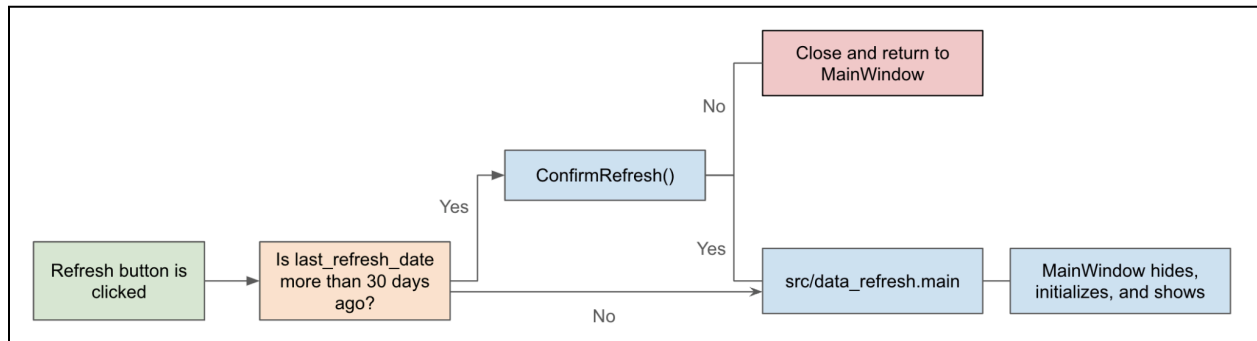 Close and return to
MainWindow
No
ConfirmRefresh()
Yes
Yes
Refresh button is
clicked
Is last_refresh_date
more than 30 days
ago?
No
src/data_refresh.main
MainWindow hides,
initializes, and shows